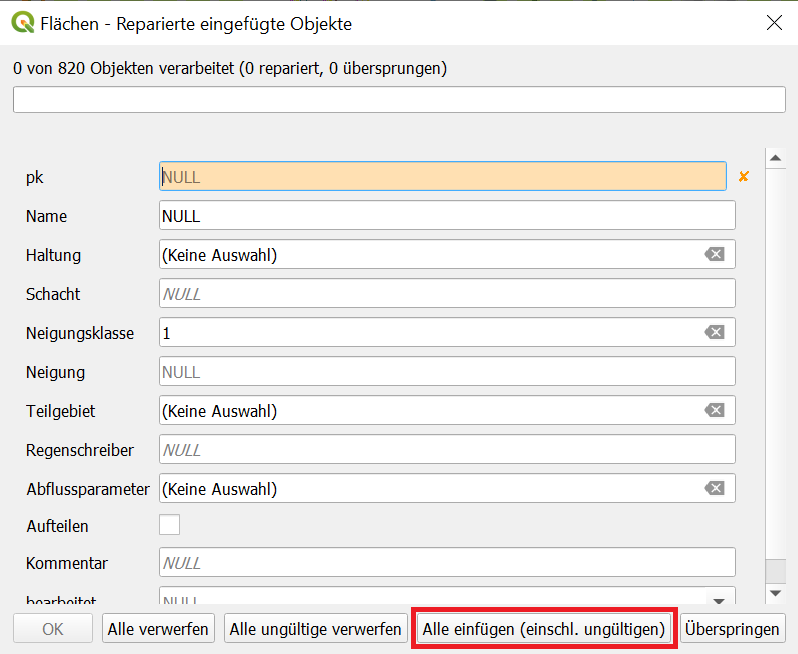 Flächen - Reparierte eingefügte Objekte
0 von 820 Objekten verarbeitet (0 repariert, 0 übersprungen)
pk NULL
Name NULL
Haltung (Keine Auswahl)
Schacht NULL
Neigungsklasse 1
Neigung NULL
Teilgebiet (Keine Auswahl)
Regenschreiber NULL
Abflussparameter (Keine Auswahl)
Aufteilen
Kommentar NULL
bearbeitet NULL
OK Alle verwerfen Alle ungültige verwerfen Alle einfügen (einschl. ungültigen) Überspringen